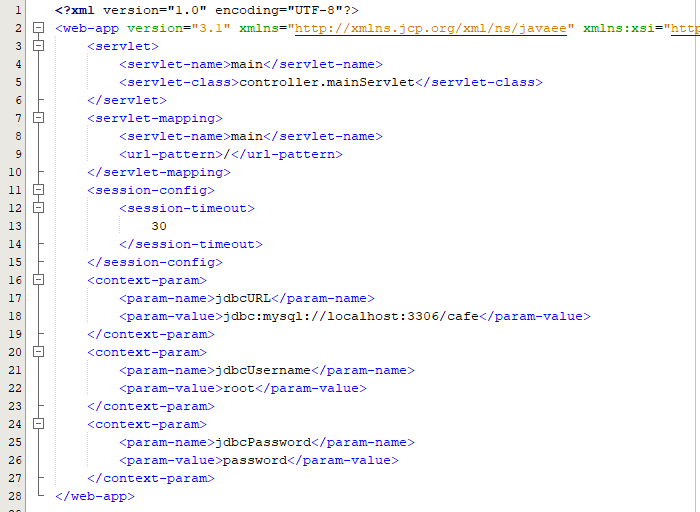 1 <?xml version="1.0" encoding="UTF-8"?>
2 <web-app version="3.1" xmlns="http://xmlns.jcp.org/xml/ns/javaee" xmlns:xsi="http
3 <servlet>
4 <servlet-name>main</servlet-name>
5 <servlet-class>controller.mainServlet</servlet-class>
6 </servlet>
7 <servlet-mapping>
8 <servlet-name>main</servlet-name>
9 <url-pattern>/</url-pattern>
10 </servlet-mapping>
11 <session-config>
12 <session-timeout>
13 30
14 </session-timeout>
15 </session-config>
16 <context-param>
17 <param-name>jdbcURL</param-name>
18 <param-value>jdbc:mysql://localhost:3306/cafe</param-value>
19 </context-param>
20 <context-param>
21 <param-name>jdbcUsername</param-name>
22 <param-value>root</param-value>
23 </context-param>
24 <context-param>
25 <param-name>jdbcPassword</param-name>
26 <param-value>password</param-value>
27 </context-param>
28 </web-app>